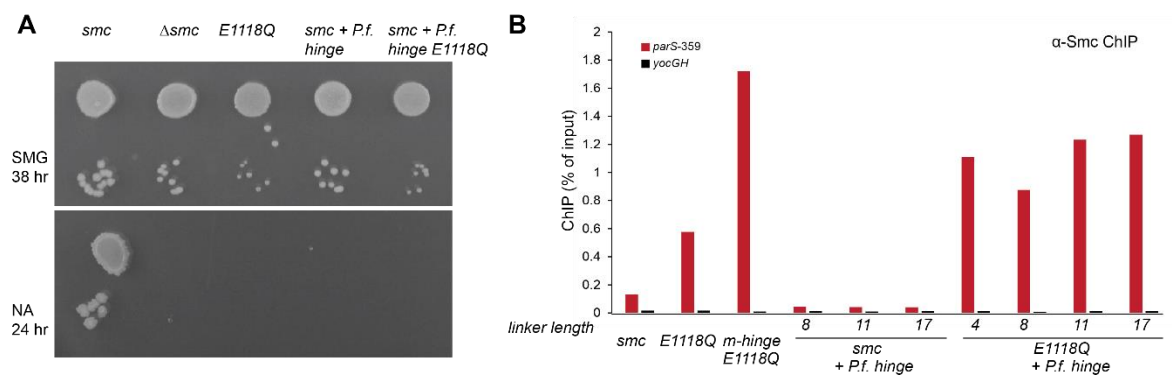 A
smc
Δsmc
E1118Q
smc + P.f.
hinge
smc + P.f.
hinge E1118Q
SMG
38 hr
NA
24 hr
B
2
1.8
1.6
1.4
1.2
1
0.8
0.6
0.4
0.2
0
ChIP (% of input)
parS-359
yocGH
α-Smc ChIP
linker length
8
11
17
4
8
11
17
smc
E1118Q
m-hinge
E1118Q
smc
+ P.f. hinge
E1118Q
+ P.f. hinge